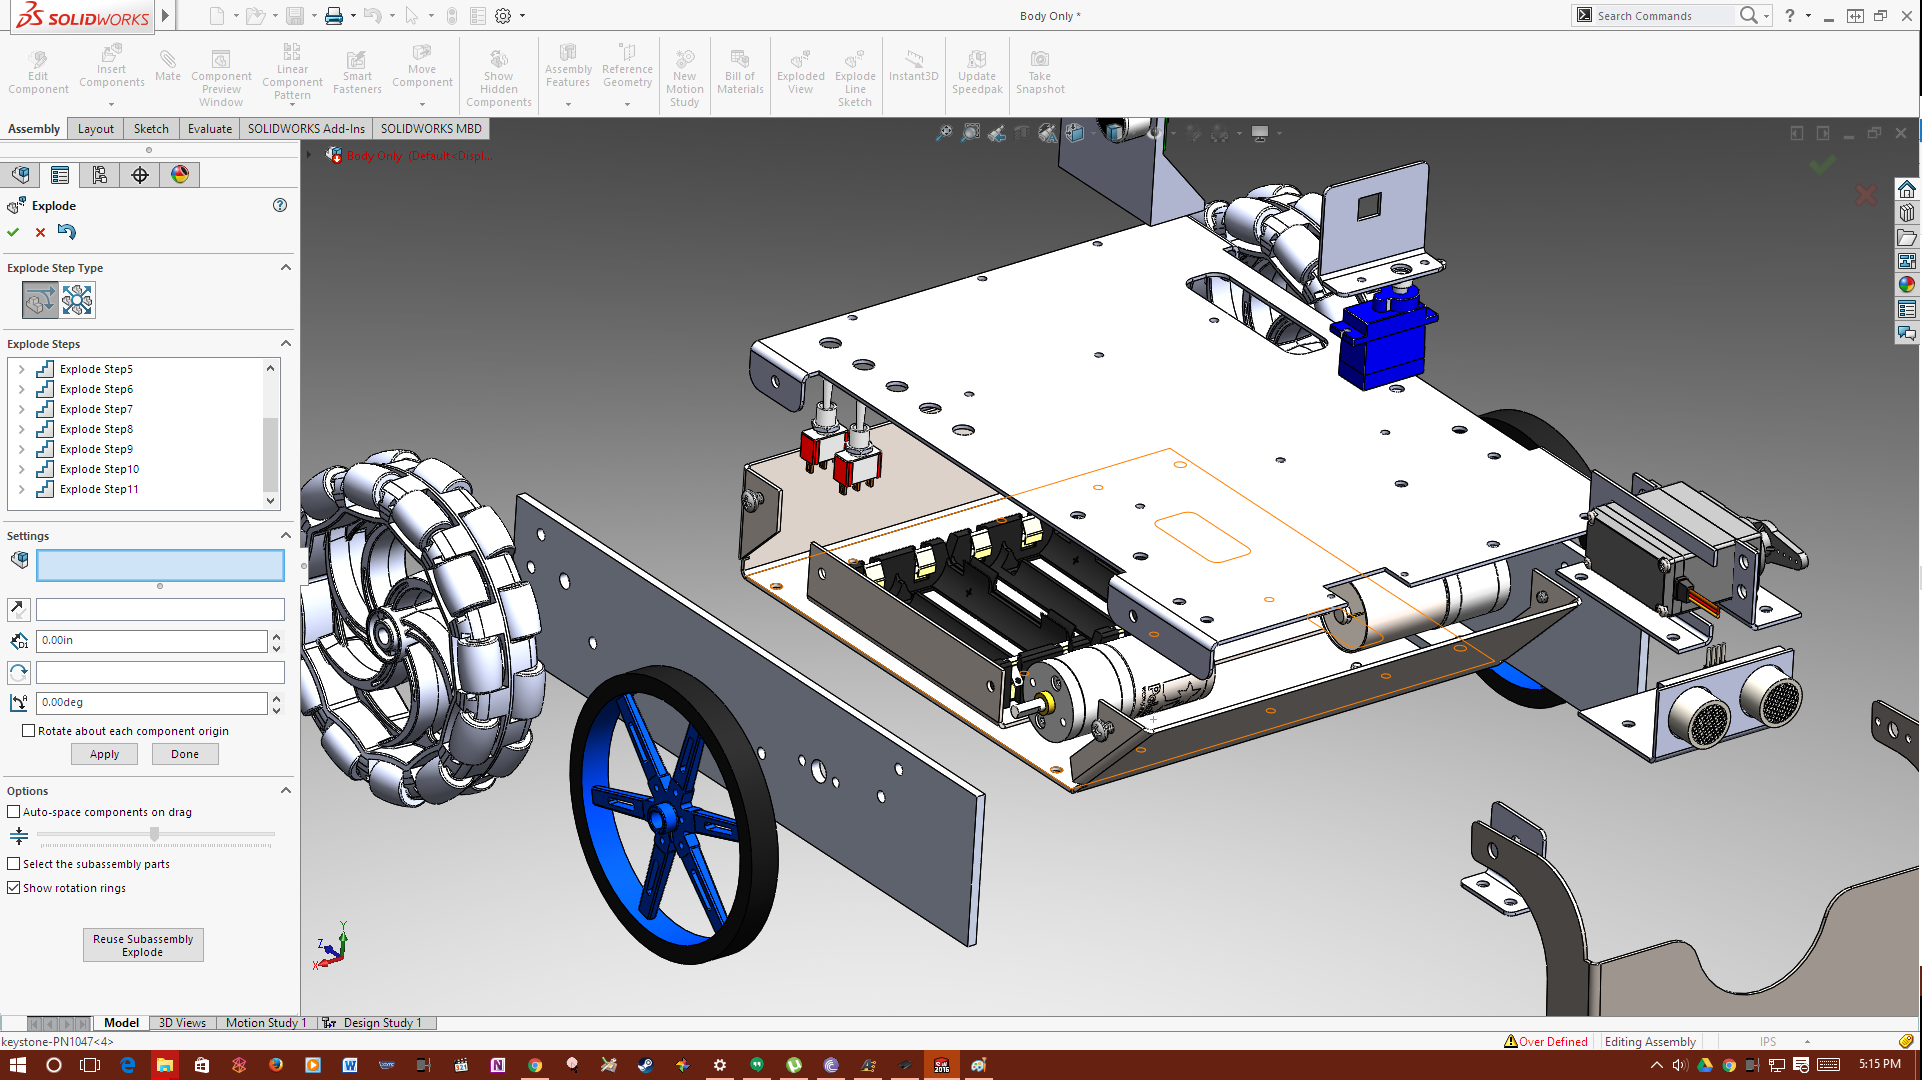 SOLIDWORKS
Body Only *
Search Commands
?
Edit Component
Insert Components
Mate
Component Preview Window
Linear Component Pattern
Smart Fasteners
Move Component
Show Hidden Components
Assembly Features
Reference Geometry
New Motion Study
Bill of Materials
Exploded View
Explode Line Sketch
Instant3D
Update Speedpak
Take Snapshot
Assembly
Layout
Sketch
Evaluate
SOLIDWORKS Add-Ins
SOLIDWORKS MBD
Body Only (Default<Displ...
Explode
Explode Step Type
Explode Steps
Explode Step5
Explode Step6
Explode Step7
Explode Step8
Explode Step9
Explode Step10
Explode Step11
Settings
0.00in
0.00deg
Rotate about each component origin
Apply
Done
Options
Auto-space components on drag
Select the subassembly parts
Show rotation rings
Reuse Subassembly
Explode
Y
Z
X
Model
3D Views
Motion Study 1
Design Study 1
keystone-PN1047<4>
Over Defined
Editing Assembly
IPS
5:15 PM